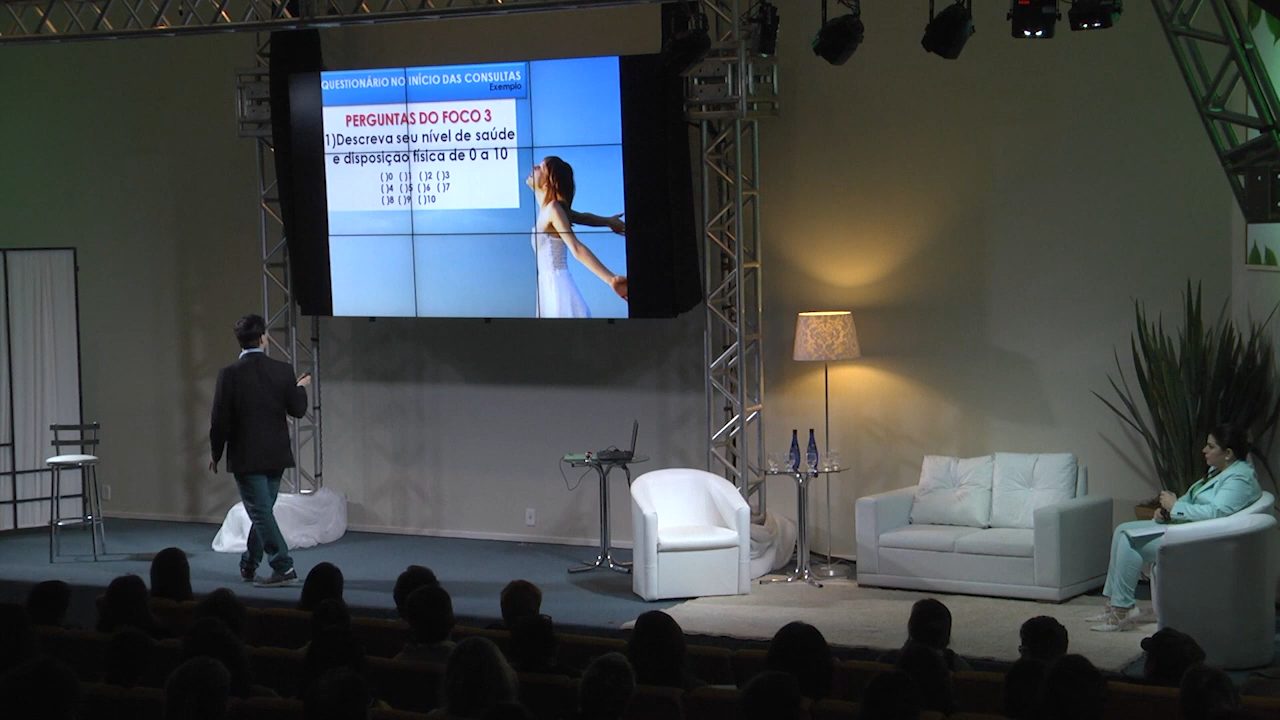 QUESTIONÁRIO NO INÍCIO DAS CONSULTAS
Exemplo
PERGUNTAS DO FOCO 3
1)Descreva seu nível de saúde
e disposição física de 0 a 10
( )0 ( )1 ( )2 ( )3
( )4 ( )5 ( )6 ( )7
( )8 ( )9 ( )10